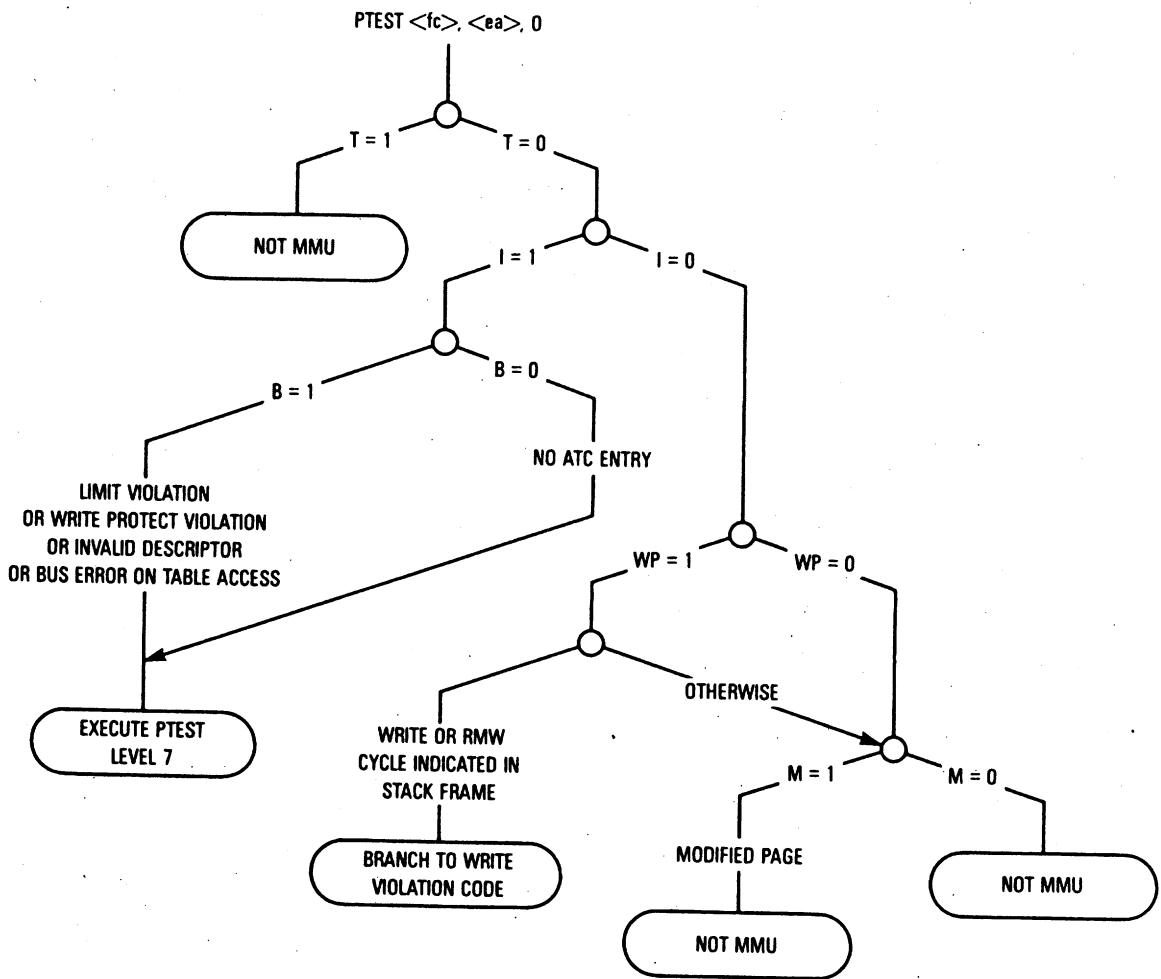 PTEST <fc>, <ea>, 0
T = 1
T = 0
NOT MMU
I = 1
I = 0
B = 1
B = 0
NO ATC ENTRY
LIMIT VIOLATION
OR WRITE PROTECT VIOLATION
OR INVALID DESCRIPTOR
OR BUS ERROR ON TABLE ACCESS
WP = 1
WP = 0
OTHERWISE
EXECUTE PTEST
LEVEL 7
WRITE OR RMW
CYCLE INDICATED IN
STACK FRAME
M = 1
M = 0
BRANCH TO WRITE
VIOLATION CODE
MODIFIED PAGE
NOT MMU
NOT MMU